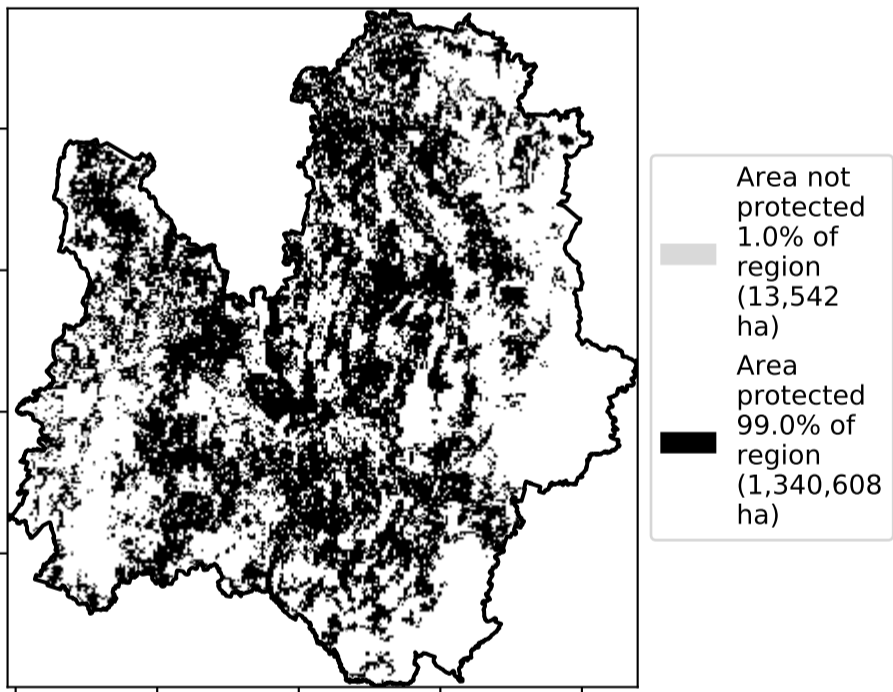 Area not
protected
1.0% of
region
(13,542
ha)
Area
protected
99.0% of
region
(1,340,608
ha)